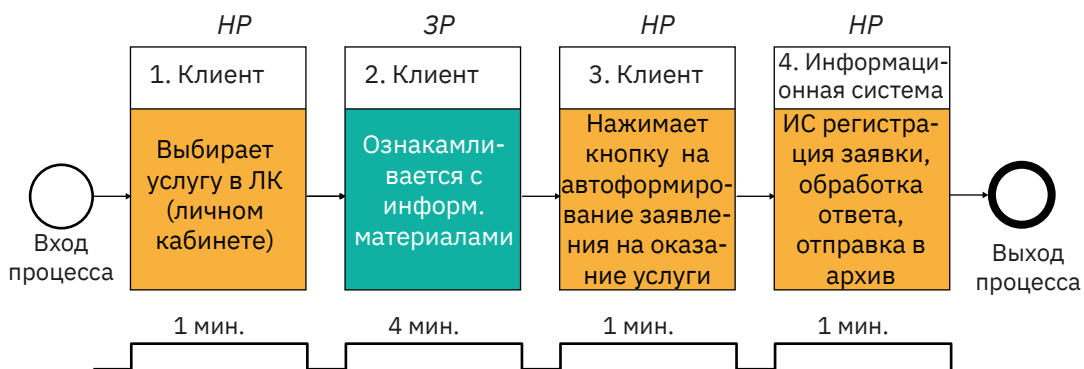 НР
ЗР
НР
НР
1. Клиент
2. Клиент
3. Клиент
4. Информаци-
онная система
Выбирает
услугу в ЛК
(личном
кабинете)
Ознакамли-
вается с
информ.
материалами
Нажимает
кнопку на
автоформиро-
вание заявле-
ния на оказа-
ние услуги
ИС регистра-
ция заявки,
обработка
ответа,
отправка в
архив
Вход
процесса
Выход
процесса
1 мин.
4 мин.
1 мин.
1 мин.